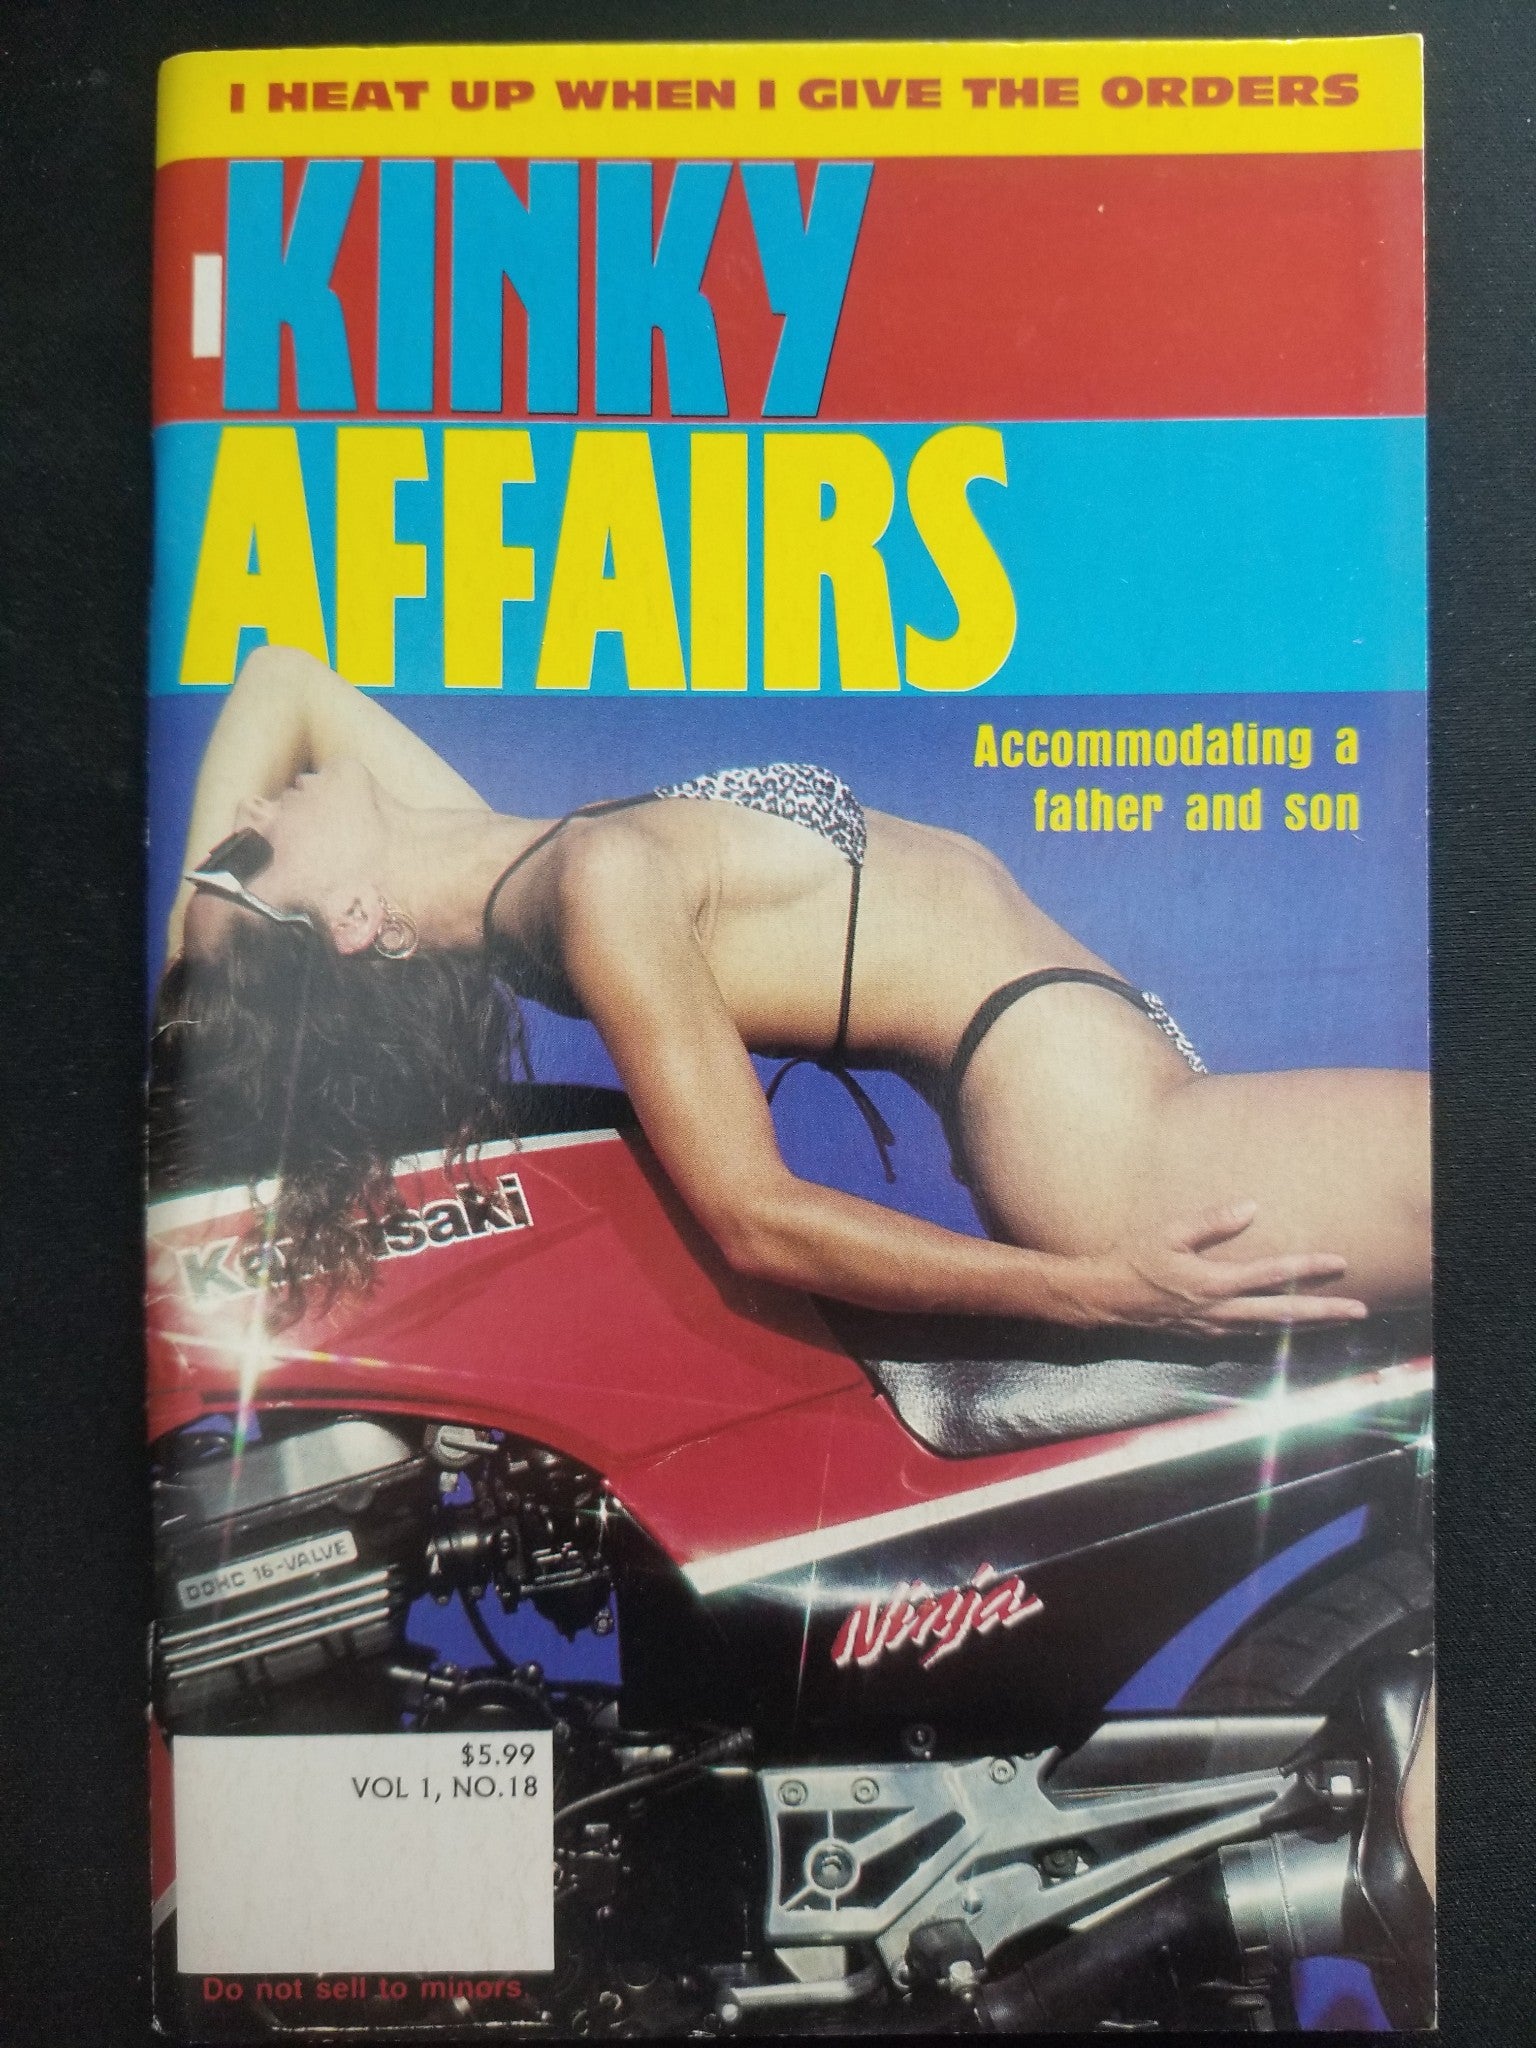 I HEAT UP WHEN I GIVE THE ORDERS
KINKY
AFFAIRS
Accommodating a
father and son
Kawasaki
DOHC 16-VALVE
Ninja
$5.99
VOL 1, NO.18
Do not sell to minors.